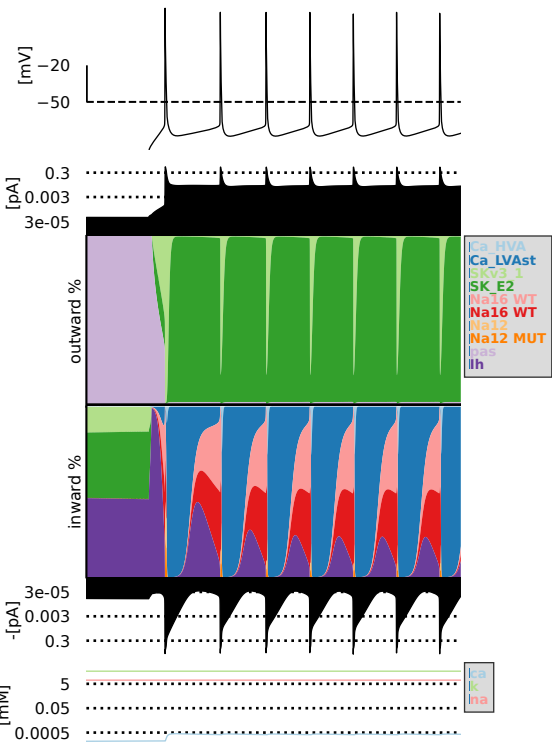 [mV]
−20
−50
[pA]
0.3
0.003
3e-05
outward %
Ca_HVA
Ca_LVAst
SKv3_1
SK_E2
Na16 WT
Na16 WT
Na12
Na12 MUT
pas
Ih
inward %
-[pA]
3e-05
0.003
0.3
ca
k
na
[mM]
5
0.05
0.0005